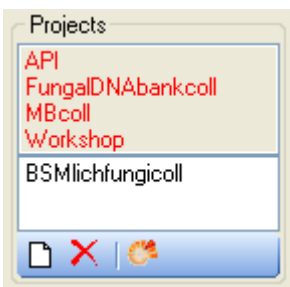 Projects
API
FungalDNAbankcoll
MBcoll
Workshop
BSMlichfungicoll